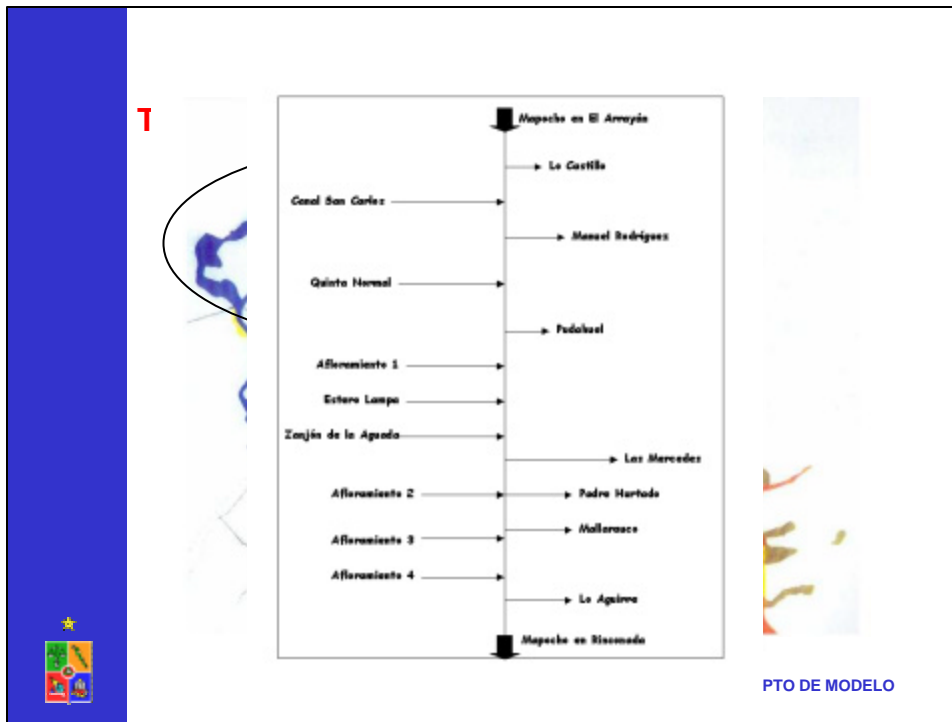 T
Mapocho en El Arrayán
Lo Castillo
Canal San Carlos
Manuel Rodríguez
Quinta Normal
Pudahuel
Afloramiento 1
Estero Lampa
Zanjón de la Aguada
Las Mercedes
Afloramiento 2
Padre Hurtado
Mallarauco
Afloramiento 3
Afloramiento 4
Lo Aguirre
Mapocho en Rinconada
PTO DE MODELO